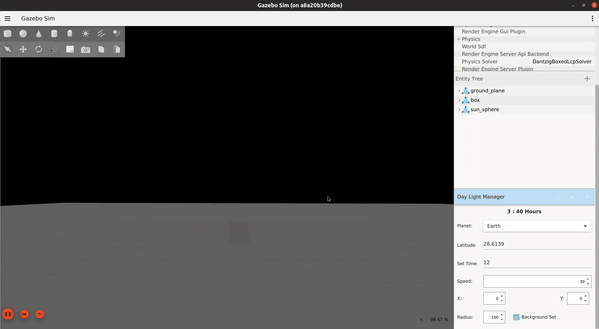 Gazebo Sim (on a8a20b39cdbe)
Gazebo Sim
Render Engine Gui Plugin
Physics
World Sdf
Render Engine Server Api Backend
Physics Solver DantzigBoxedLcpSolver
Render Engine Server Plugin
Entity Tree
ground_plane
box
sun_sphere
Day Light Manager
3 : 40 Hours
Planet: Earth
Latitude: 28.6139
Set Time: 12
Speed: 30
X: 0 Y: 0
Radius: 100 Background Set
98.67 %